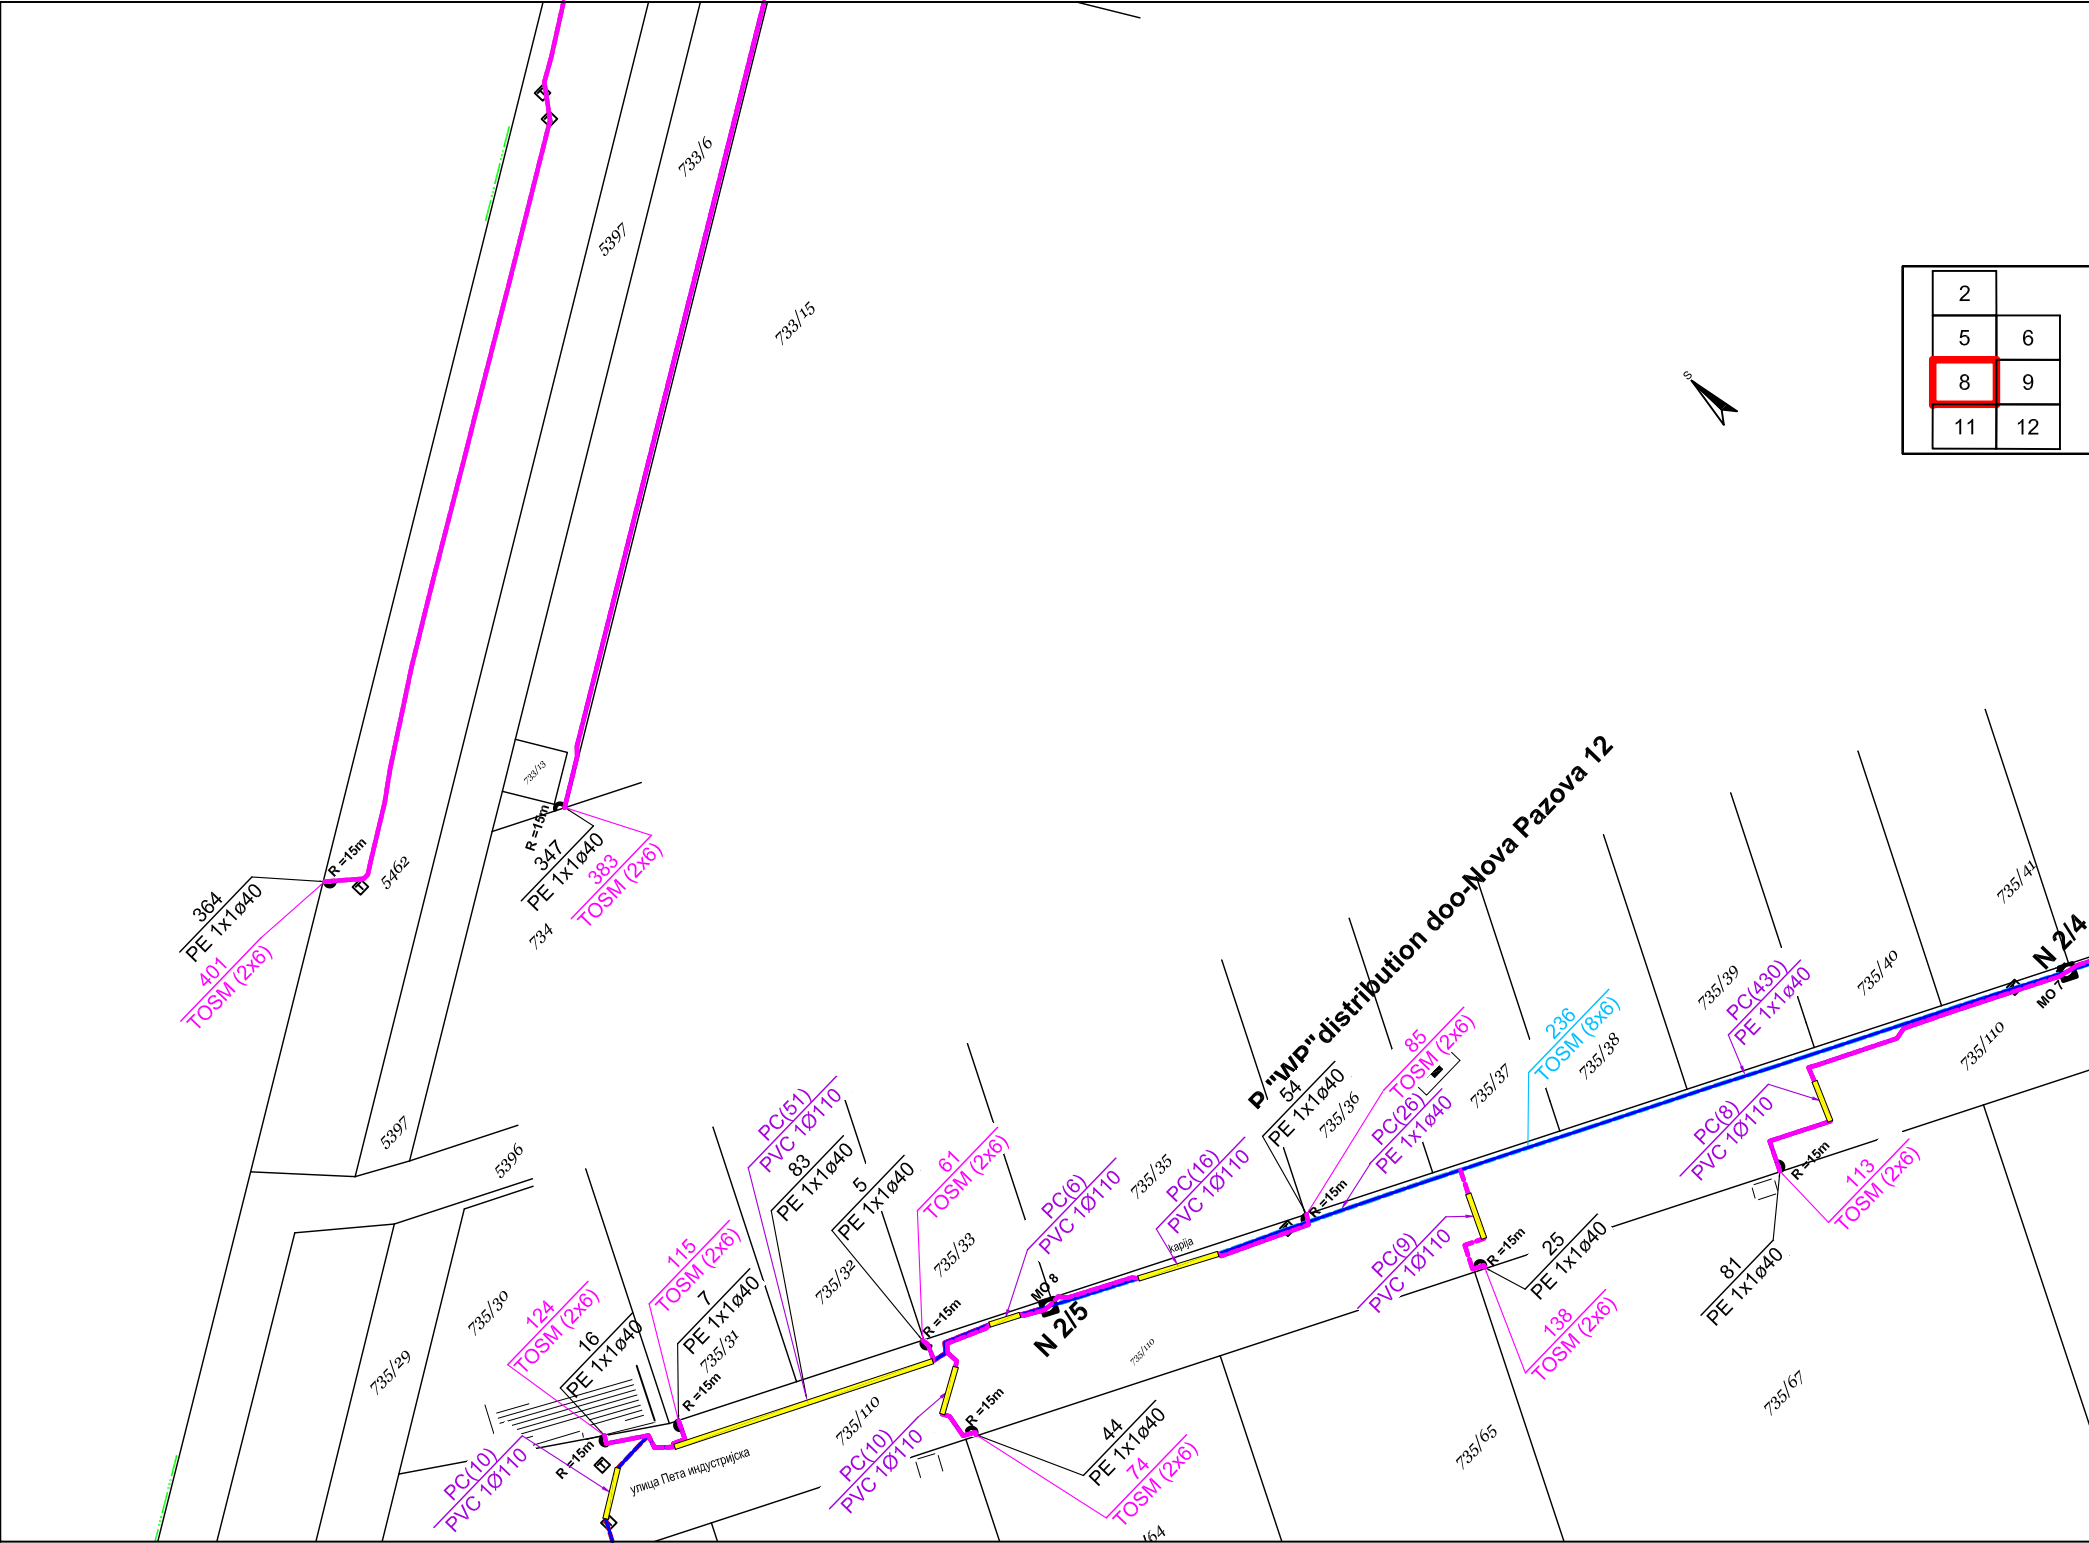 733/6
5397
733/15
S
2
5
6
8
9
11
12
733/13
R =15m
347
PE 1x1ø40
383
TOSM (2x6)
734
R =15m
5462
364
PE 1x1ø40
401
TOSM (2x6)
P/ "WP"distribution doo-Nova Pazova 12
735/41
N 2/4
MO 7
735/40
735/39
PC(430)
PE 1x1ø40
735/110
236
TOSM (8x6)
735/38
735/37
85
TOSM (2x6)
PC(26)
PE 1x1ø40
54
PE 1x1ø40
735/36
R =15m
PC(8)
PVC 1Ø110
R =15m
113
TOSM (2x6)
81
PE 1x1ø40
5397
5396
PC(51)
PVC 1Ø110
83
PE 1x1ø40
5
PE 1x1ø40
61
TOSM (2x6)
735/33
PC(6)
PVC 1Ø110
735/35
PC(16)
PVC 1Ø110
kapija
PC(9)
PVC 1Ø110
R =15m
25
PE 1x1ø40
138
TOSM (2x6)
735/67
735/65
735/32
115
TOSM (2x6)
7
PE 1x1ø40
735/31
R =15m
735/30
124
TOSM (2x6)
16
PE 1x1ø40
735/29
R =15m
MO 8
N 2/5
735/110
R =15m
735/110
R =15m
44
PE 1x1ø40
74
TOSM (2x6)
PC(10)
PVC 1Ø110
улица Пета индустријска
PC(10)
PVC 1Ø110
/64